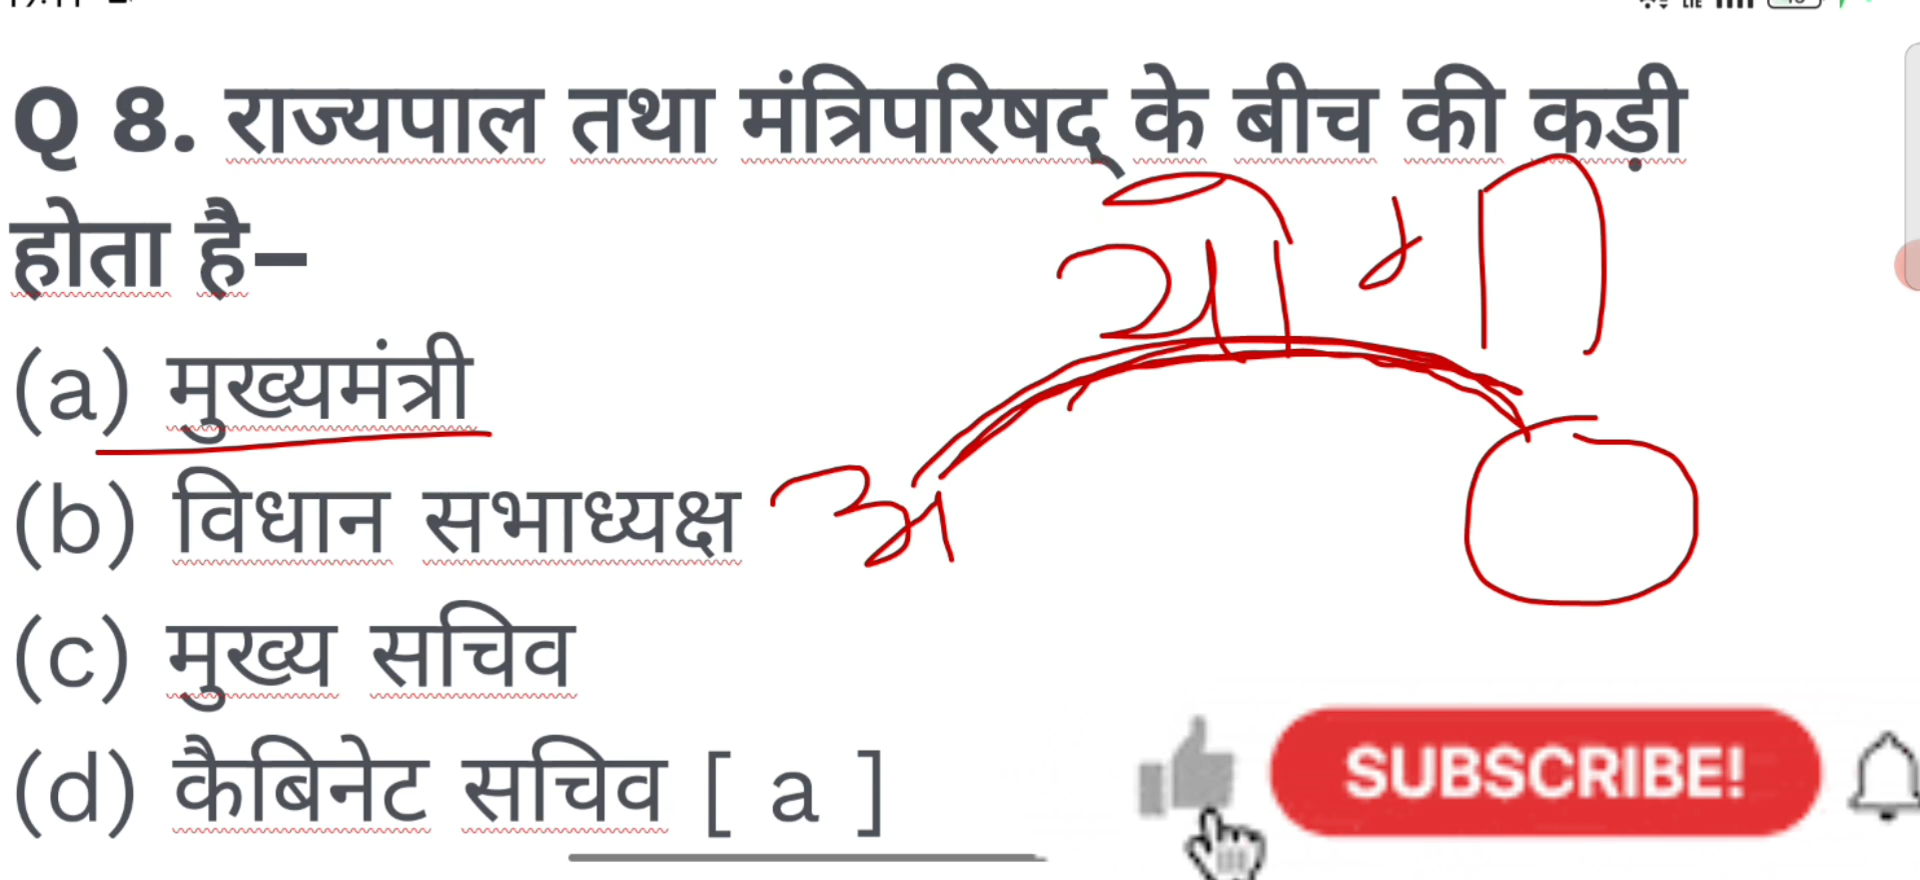 Q 8. राज्यपाल तथा मंत्रिपरिषद् के बीच की कड़ी
होता है–
(a) मुख्यमंत्री
(b) विधान सभाध्यक्ष
(c) मुख्य सचिव
(d) कैबिनेट सचिव [ a ]
SUBSCRIBE!